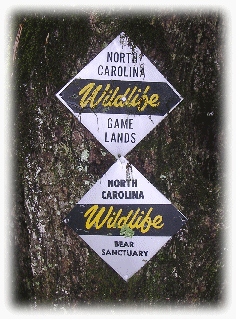 NORTH
CAROLINA
Wildlife
GAME
LANDS
NORTH
CAROLINA
Wildlife
BEAR
SANCTUARY